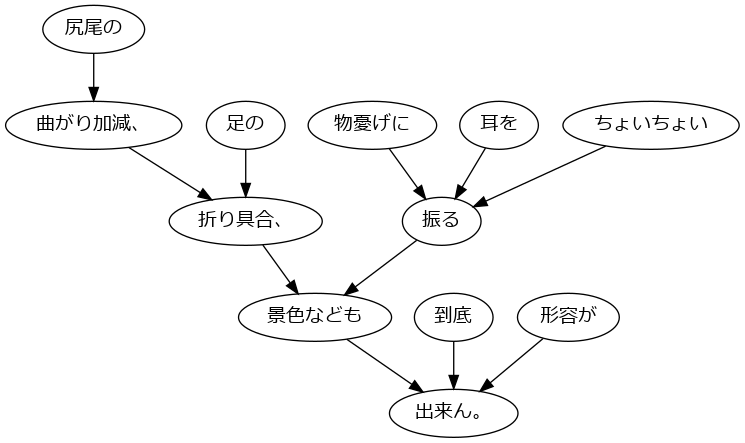 尻尾の
曲がり加減、
足の
物憂げに
耳を
ちょいちょい
折り具合、
振る
景色なども
到底
形容が
出来ん。